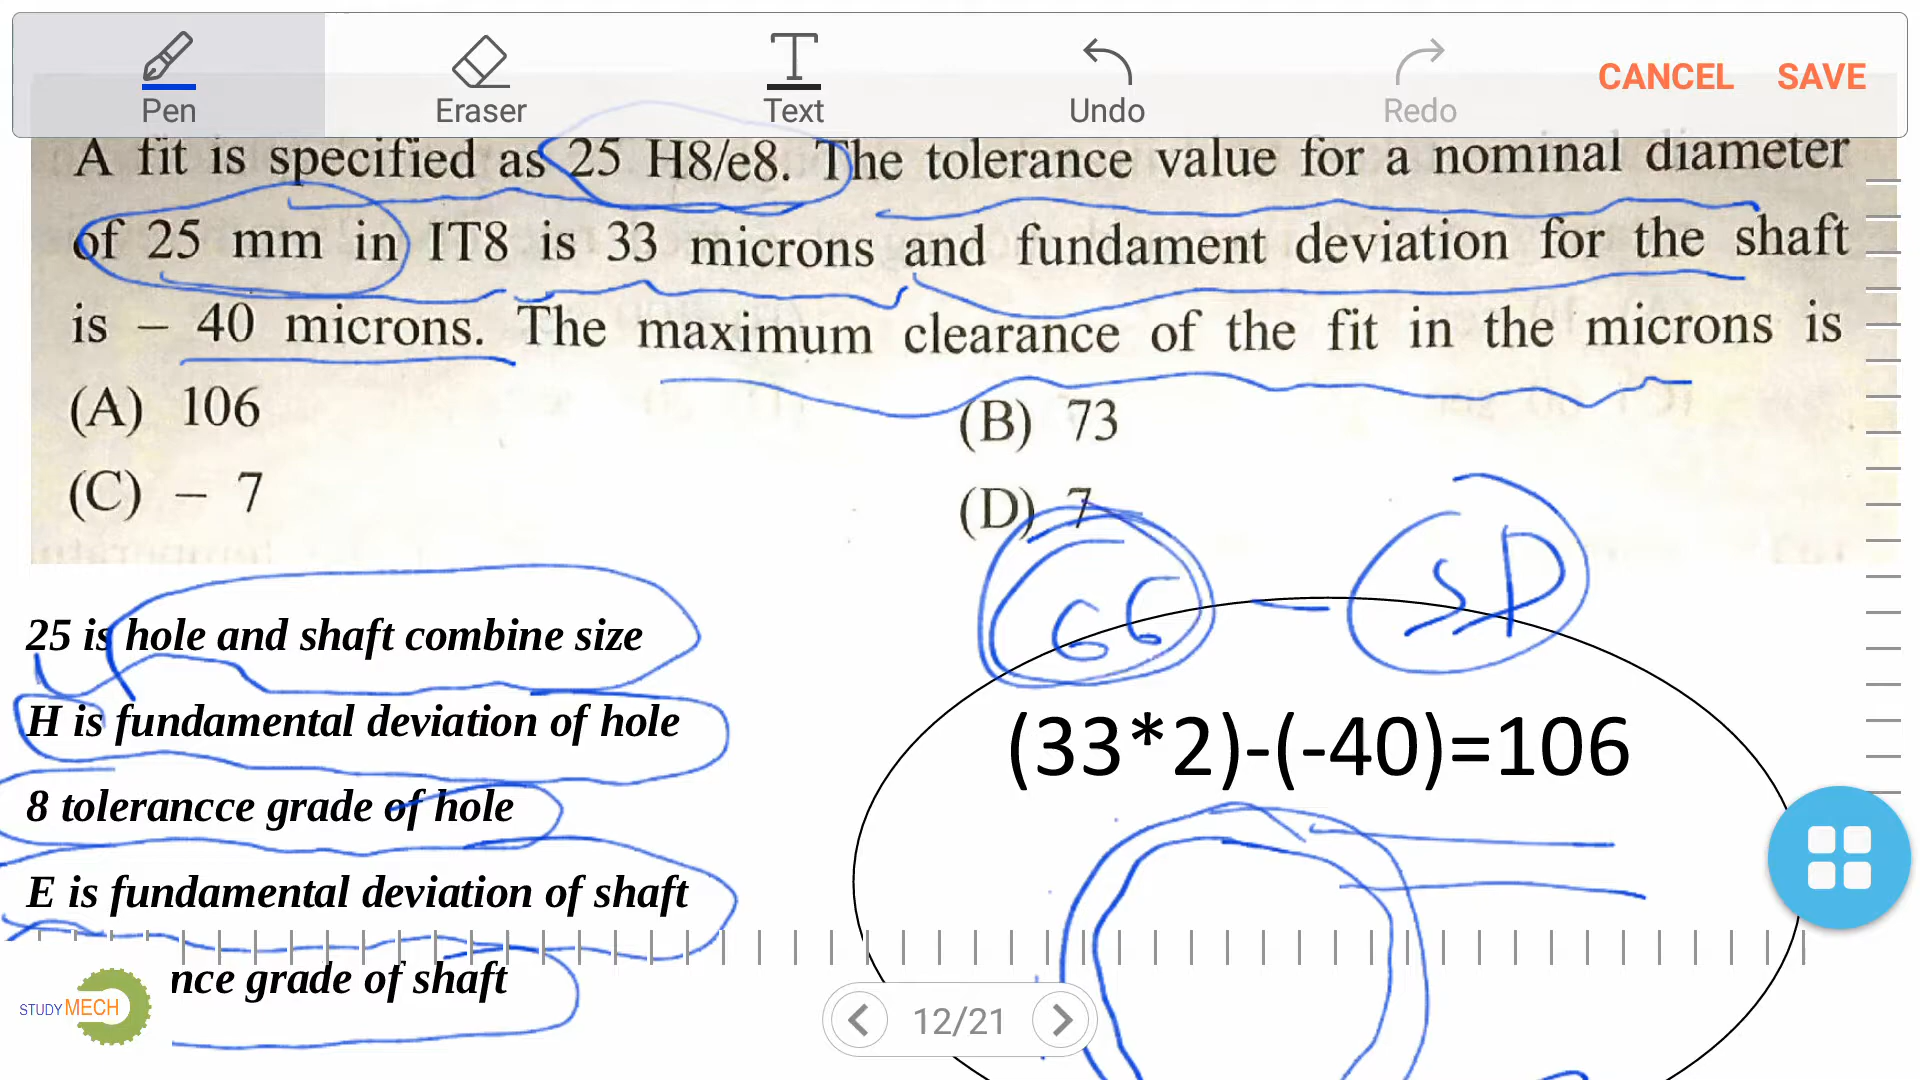 Pen
Eraser
Text
Undo
Redo
CANCEL
SAVE
A fit is specified as 25 H8/e8. The tolerance value for a nominal diameter
of 25 mm in IT8 is 33 microns and fundament deviation for the shaft
is – 40 microns. The maximum clearance of the fit in the microns is
(A) 106
(B) 73
(C) – 7
(D) 7
66 –
25 is hole and shaft combine size
H is fundamental deviation of hole
(33*2)-(-40)=106
8 tolerancce grade of hole
E is fundamental deviation of shaft
nce grade of shaft
STUDY MECH
12/21